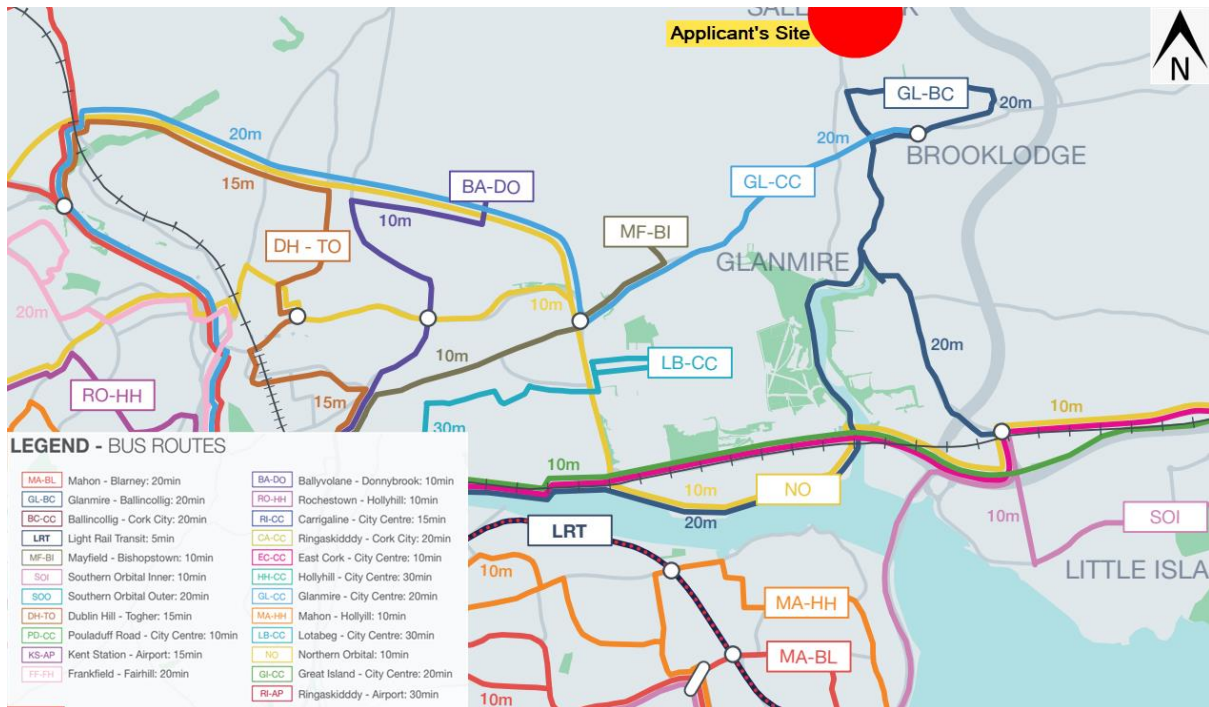 Applicant's Site
N
GL-BC
20m
20m
20m
BROOKLODGE
15m
BA-DO
GL-CC
10m
MF-BI
DH - TO
GLANMIRE
20m
10m
10m
LB-CC
20m
RO-HH
15m
30m
10m
10m
10m
NO
20m
LRT
10m
SOI
10m
LITTLE ISLA
MA-HH
MA-BL
10m
LEGEND - BUS ROUTES
MA-BL Mahon - Blarney: 20min
GL-BC Glanmire - Ballincollig: 20min
BC-CC Ballincollig - Cork City: 20min
LRT Light Rail Transit: 5min
MF-BI Mayfield - Bishopstown: 10min
SOI Southern Orbital Inner: 10min
SOO Southern Orbital Outer: 20min
DH-TO Dublin Hill - Togher: 15min
PD-CC Pouladuff Road - City Centre: 10min
KS-AP Kent Station - Airport: 15min
FF-FH Frankfield - Fairhill: 20min
BA-DO Ballyvolane - Donnybrook: 10min
RO-HH Rochestown - Hollyhill: 10min
RI-CC Carrigaline - City Centre: 15min
CA-CC Ringaskidddy - Cork City: 20min
EC-CC East Cork - City Centre: 10min
HH-CC Hollyhill - City Centre: 30min
GL-CC Glanmire - City Centre: 20min
MA-HH Mahon - Hollyill: 10min
LB-CC Lotabeg - City Centre: 30min
NO Northern Orbital: 10min
GI-CC Great Island - City Centre: 20min
RI-AP Ringaskidddy - Airport: 30min